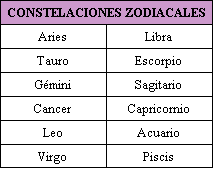 CONSTELACIONES ZODIACALES
Aries Libra
Tauro Escorpio
Gémini Sagitario
Cancer Capricornio
Leo Acuario
Virgo Piscis